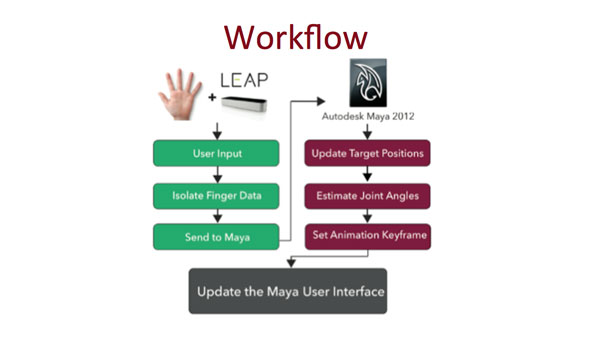 Workflow
LEAP
+
Autodesk Maya 2012
User Input
Isolate Finger Data
Send to Maya
Update Target Positions
Estimate Joint Angles
Set Animation Keyframe
Update the Maya User Interface